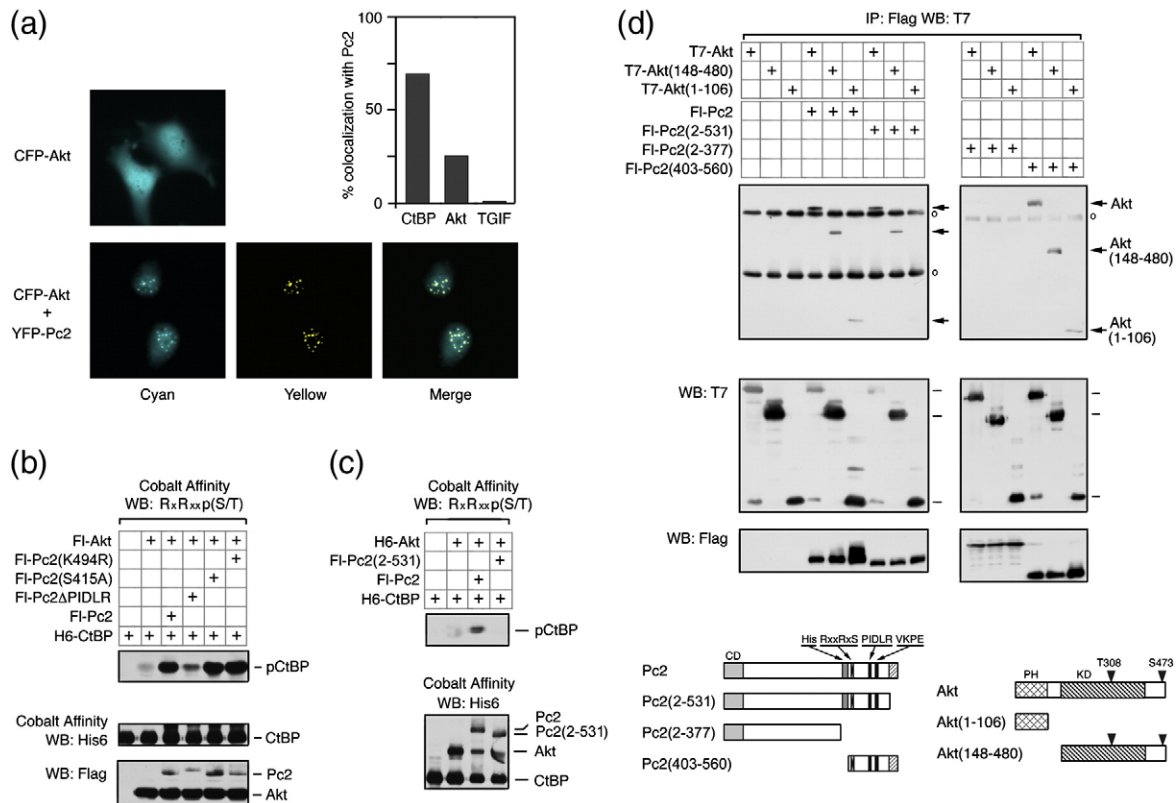 (a)
CFP-Akt
CFP-Akt
+
YFP-Pc2
Cyan
Yellow
Merge
% colocalization with Pc2
100
50
0
CtBP
Akt
TGIF
(b)
Cobalt Affinity
WB: RxRxxp(S/T)
Fl-Akt + + + + +
Fl-Pc2(K494R) +
Fl-Pc2(S415A) +
Fl-Pc2ΔPIDLR +
Fl-Pc2 +
H6-CtBP + + + + + +
pCtBP
Cobalt Affinity
WB: His6
CtBP
WB: Flag
Pc2
Akt
(c)
Cobalt Affinity
WB: RxRxxp(S/T)
H6-Akt + + +
Fl-Pc2(2-531) +
Fl-Pc2 +
H6-CtBP + + + +
pCtBP
Cobalt Affinity
WB: His6
Pc2
Pc2(2-531)
Akt
CtBP
(d)
IP: Flag WB: T7
T7-Akt + + + + +
T7-Akt(148-480) + + + + +
T7-Akt(1-106) + + + + +
Fl-Pc2 + + +
Fl-Pc2(2-531) + + +
Fl-Pc2(2-377) + + +
Fl-Pc2(403-560) + + +
o
o
Akt
o
Akt
(148-480)
Akt
(1-106)
WB: T7
WB: Flag
His RxxRxS PIDLR VKPE
CD
Pc2
Pc2(2-531)
Pc2(2-377)
Pc2(403-560)
T308
S473
PH
KD
Akt
Akt(1-106)
Akt(148-480)